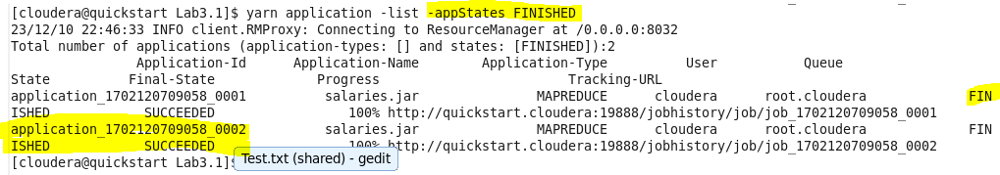 [cloudera@quickstart Lab3.1]$ yarn application -list -appStates FINISHED
23/12/10 22:46:33 INFO client.RMProxy: Connecting to ResourceManager at /0.0.0.0:8032
Total number of applications (application-types: [] and states: [FINISHED]):2
Application-Id Application-Name Application-Type User Queue
State Final-State Progress Tracking-URL
application_1702120709058_0001 salaries.jar MAPREDUCE cloudera root.cloudera FIN
ISHED SUCCEEDED 100% http://quickstart.cloudera:19888/jobhistory/job/job_1702120709058_0001
application_1702120709058_0002 salaries.jar MAPREDUCE cloudera root.cloudera FIN
ISHED SUCCEEDED 100% http://quickstart.cloudera:19888/jobhistory/job/job_1702120709058_0002
[cloudera@quickstart Lab3.1]$
Test.txt (shared) - gedit